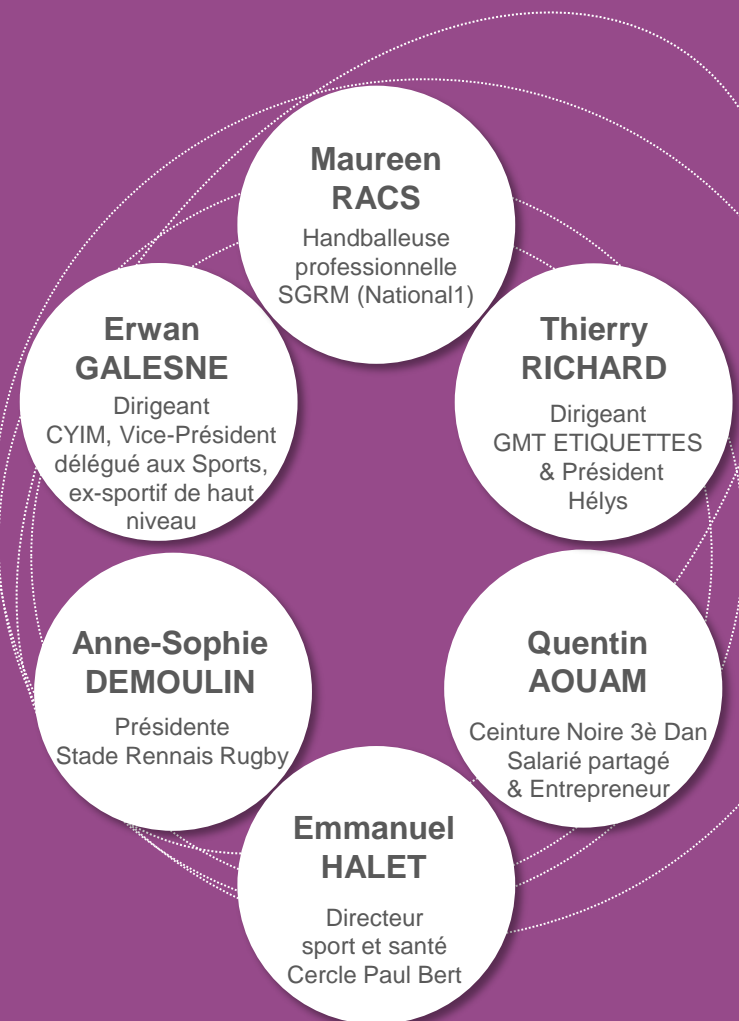 Maureen
RACS
Handballeuse
professionnelle
SGRM (National1)
Erwan
GALESNE
Dirigeant
CYIM, Vice-Président
délégué aux Sports,
ex-sportif de haut
niveau
Thierry
RICHARD
Dirigeant
GMT ETIQUETTES
& Président
Hélys
Anne-Sophie
DEMOULIN
Présidente
Stade Rennais Rugby
Quentin
AOUAM
Ceinture Noire 3è Dan
Salarié partagé
& Entrepreneur
Emmanuel
HALET
Directeur
sport et santé
Cercle Paul Bert